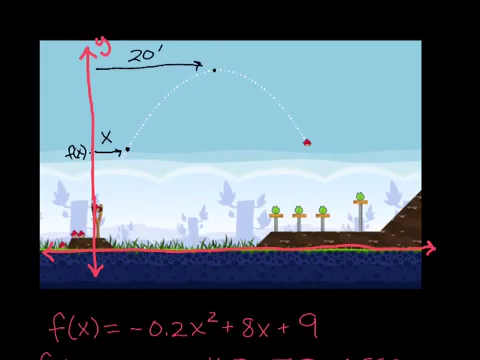 y
20'
x
f(x)
f(x) = -0.2x² + 8x + 9